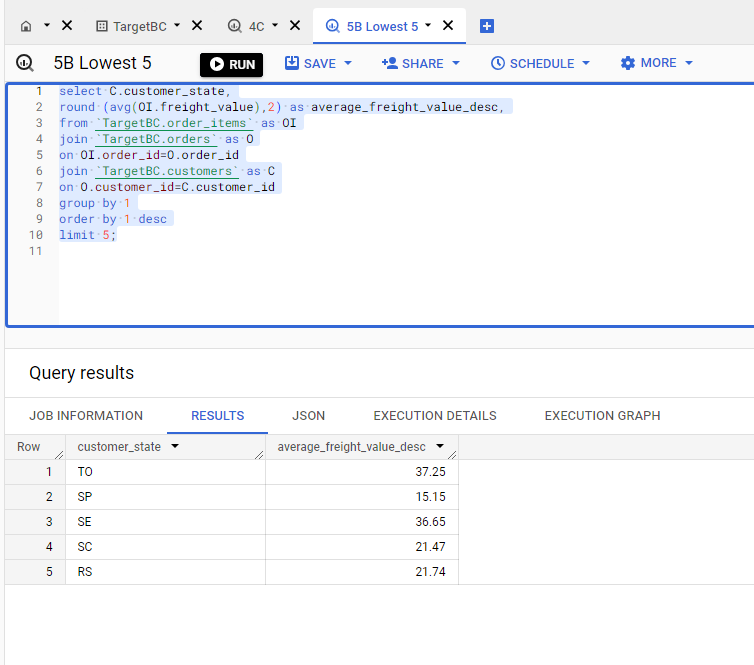 TargetBC 4C 5B Lowest 5
5B Lowest 5 RUN SAVE SHARE SCHEDULE MORE
1 select C.customer_state,
2 round (avg(OI.freight_value),2) as average_freight_value_desc,
3 from `TargetBC.order_items` as OI
4 join `TargetBC.orders` as O
5 on OI.order_id=O.order_id
6 join `TargetBC.customers` as C
7 on O.customer_id=C.customer_id
8 group by 1
9 order by 1 desc
10 limit 5;
11
Query results
JOB INFORMATION RESULTS JSON EXECUTION DETAILS EXECUTION GRAPH
Row customer_state average_freight_value_desc
1 TO 37.25
2 SP 15.15
3 SE 36.65
4 SC 21.47
5 RS 21.74